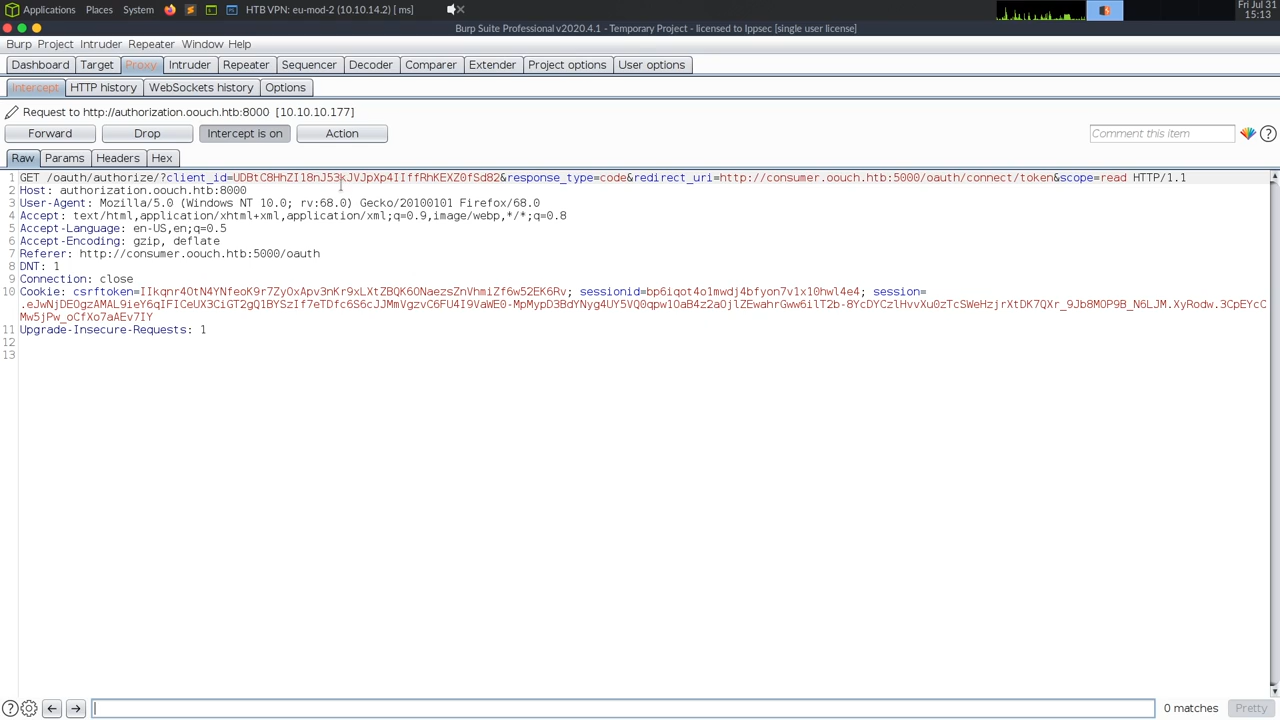 Applications Places System HTB VPN: eu-mod-2 (10.10.14.2) [ ms] Fri Jul 31
15:13
Burp Suite Professional v2020.4.1 - Temporary Project - licensed to Ippsec [single user license]
Burp Project Intruder Repeater Window Help
Dashboard Target Proxy Intruder Repeater Sequencer Decoder Comparer Extender Project options User options
Intercept HTTP history WebSockets history Options
Request to http://authorization.oouch.htb:8000 [10.10.10.177]
Forward Drop Intercept is on Action Comment this item
Raw Params Headers Hex
1 GET /oauth/authorize/?client_id=UDBtC8HhZI18nJ53kJVJpXp4IIffRhKEXZ0fSd82&response_type=code&redirect_uri=http://consumer.oouch.htb:5000/oauth/connect/token&scope=read HTTP/1.1
2 Host: authorization.oouch.htb:8000
3 User-Agent: Mozilla/5.0 (Windows NT 10.0; rv:68.0) Gecko/20100101 Firefox/68.0
4 Accept: text/html,application/xhtml+xml,application/xml;q=0.9,image/webp,*/*;q=0.8
5 Accept-Language: en-US,en;q=0.5
6 Accept-Encoding: gzip, deflate
7 Referer: http://consumer.oouch.htb:5000/oauth
8 DNT: 1
9 Connection: close
10 Cookie: csrftoken=IIkqnr4OtN4YNfeoK9r7ZyOxApv3nKr9xLXtZBQK6ONaezsZnVhmiZf6w52EK6Rv; sessionid=bp6iqot4o1mwdj4bfyon7v1x10hwl4e4; session=
.eJwNjDEOgzAMAL9ieY6qIFICeUX3CiGT2gQ1BYSzIf7eTDfc6S6cJJMmVgzvC6FU4I9VaWE0-MpMypD3BdYNyg4UY5VQ0qpw1OaB4z2aOjlZEwahrGww6ilT2b-8YcDYCzlHvvXu0zTcSWeHzjrXtDK7QXr_9Jb8MOP9B_N6LJM.XyRodw.3CpEYcC
Mw5jPw_oCfXo7aAEv7IY
11 Upgrade-Insecure-Requests: 1
12
13
0 matches Pretty